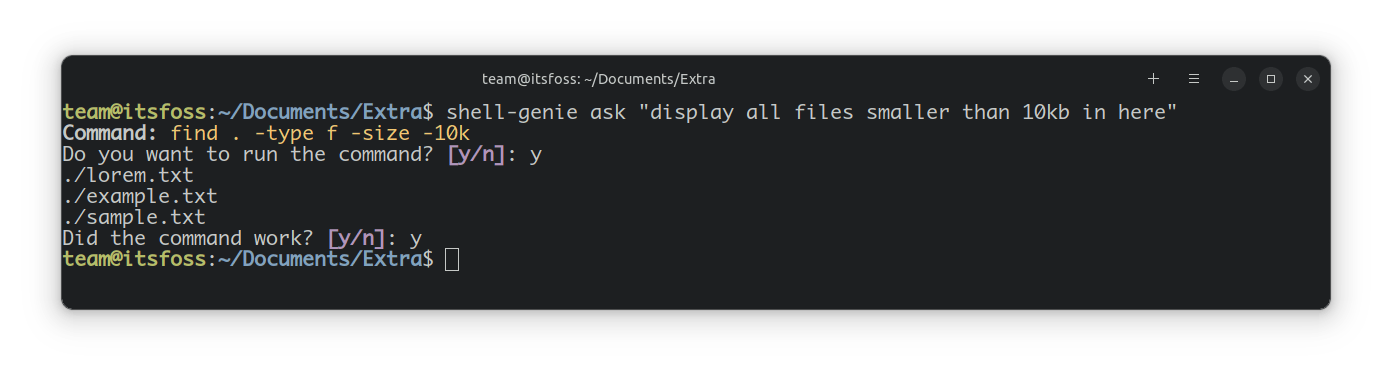 team@itsfoss: ~/Documents/Extra
team@itsfoss:~/Documents/Extra$ shell-genie ask "display all files smaller than 10kb in here"
Command: find . -type f -size -10k
Do you want to run the command? [y/n]: y
./lorem.txt
./example.txt
./sample.txt
Did the command work? [y/n]: y
team@itsfoss:~/Documents/Extra$